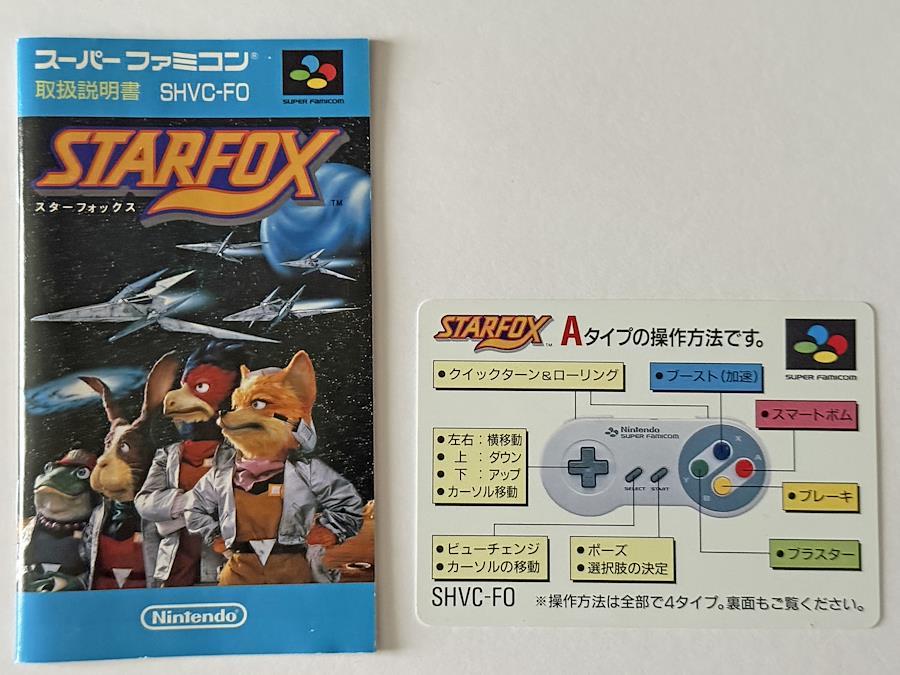 スーパーファミコン®
取扱説明書 SHVC-FO
SUPER FAMICOM
STARFOX
TM
スターフォックス
Nintendo
STARFOX TM Aタイプの操作方法です。
SUPER FAMICOM
●クイックターン&ローリング
●ブースト(加速)
●スマートボム
●左右：横移動
●上：ダウン
●下：アップ
●カーソル移動
Nintendo
SUPER FAMICOM
X
A
Y
B
SELECT START
●ブレーキ
●ブラスター
●ビューチェンジ
●カーソルの移動
●ポーズ
●選択肢の決定
SHVC-FO ※操作方法は全部で4タイプ。裏面もご覧ください。